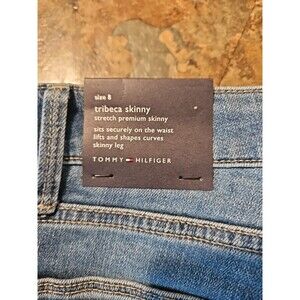 size 8
tribeca skinny
stretch premium skinny
sits securely on the waist
lifts and shapes curves
skinny leg
TOMMY HILFIGER